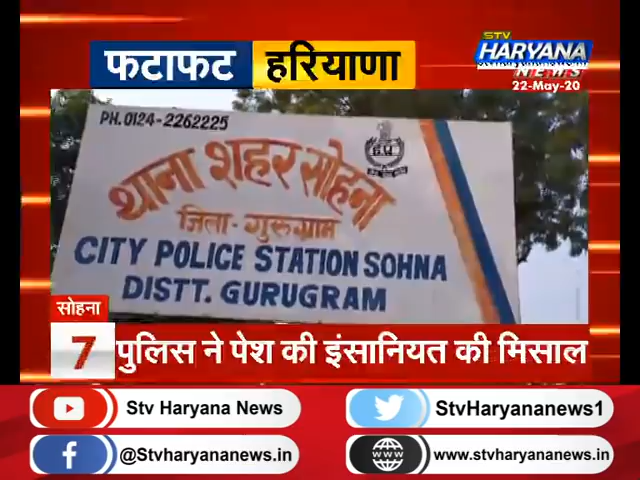 फटाफट हरियाणा
STV
HARYANA
NEWS
22-May-20
PH.0124-2262225
थाना शहर सोहना
जिला-गुरुग्राम
CITY POLICE STATION SOHNA
DISTT. GURUGRAM
सोहना
7 पुलिस ने पेश की इंसानियत की मिसाल
Stv Haryana News
StvHaryananews1
@Stvharyananews.in
www.stvharyananews.in